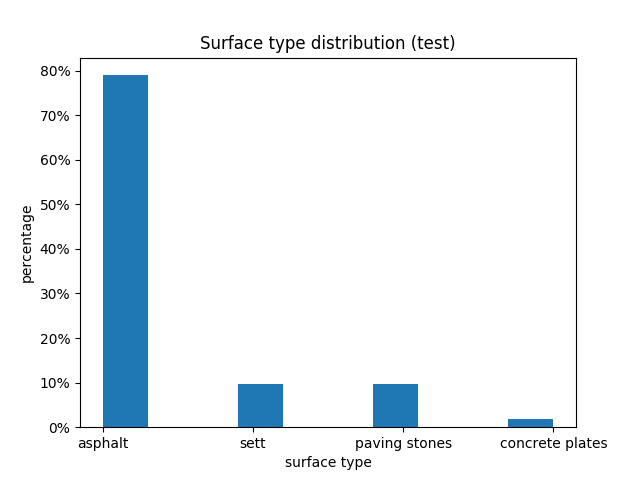 Surface type distribution (test)
percentage
80%
70%
60%
50%
40%
30%
20%
10%
0%
asphalt sett paving stones concrete plates
surface type